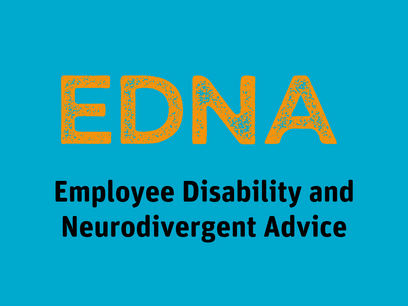 EDNA
Employee Disability and
Neurodivergent Advice